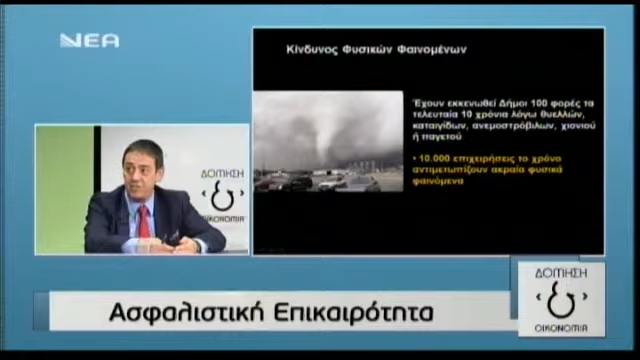 ΝΕΑ
Κίνδυνος Φυσικών Φαινομένων
Έχουν εκκενωθεί Δήμοι 100 φορές τα
τελευταία 10 χρόνια λόγω θυελλών,
καταιγίδων, ανεμοστρόβιλων, χιονιού
ή παγετού
• 10.000 επιχειρήσεις το χρόνο
αντιμετωπίζουν ακραία φυσικά
φαινόμενα
ΔΟΜΗΣΗ
ΟΙΚΟΝΟΜΙΑ
Ασφαλιστική Επικαιρότητα
ΔΟΜΗΣΗ
ΟΙΚΟΝΟΜΙΑ